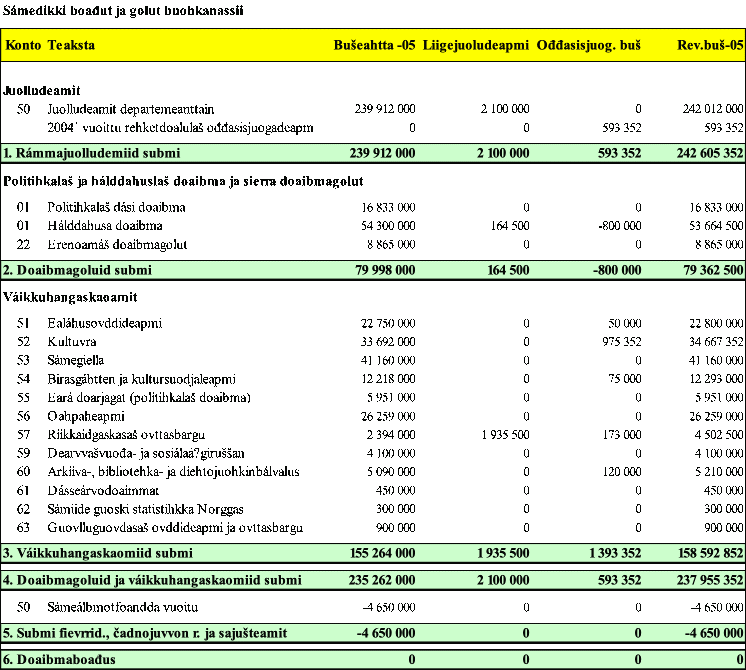 Sámedikki boađut ja golut buohkanassii
Konto Teaksta Bušeahtta -05 Liigejuoludeapmi Ođđasisjuog. buš Rev.buš-05
Juolludeamit
50 Juolludeamit departemeanttain 239 912 000 2 100 000 0 242 012 000
2004` vuoittu rehketdoalulaš ođđasisjuogadeapm 0 0 593 352 593 352
1. Rámmajuolludemiid submi 239 912 000 2 100 000 593 352 242 605 352
Politihkalaš ja hálddahuslaš doaibma ja sierra doaibmagolut
01 Politihkalaš dási doaibma 16 833 000 0 0 16 833 000
01 Hálddahusa doaibma 54 300 000 164 500 -800 000 53 664 500
22 Erenoamáš doaibmagolut 8 865 000 0 0 8 865 000
2. Doaibmagoluid submi 79 998 000 164 500 -800 000 79 362 500
Váikkuhangaskaoamit
51 Ealáhusovddideapmi 22 750 000 0 50 000 22 800 000
52 Kultuvra 33 692 000 0 975 352 34 667 352
53 Sámegiella 41 160 000 0 0 41 160 000
54 Birasgáhtten ja kultursuodjaleapmi 12 218 000 0 75 000 12 293 000
55 Eará doarjagat (politihkalaš doaibma) 5 951 000 0 0 5 951 000
56 Oahpaheapmi 26 259 000 0 0 26 259 000
57 Riikkaidgaskasaš ovttasbargu 2 394 000 1 935 500 173 000 4 502 500
59 Dearvvašvuođa- ja sosiálaa?giruššan 4 100 000 0 0 4 100 000
60 Arkiiva-, bibliotehka- ja diehtojuohkinbálvalus 5 090 000 0 120 000 5 210 000
61 Dásseárvodoaimmat 450 000 0 0 450 000
62 Sámiide guoski statistihkka Norggas 300 000 0 0 300 000
63 Guovlluguovdasaš ovddideapmi ja ovttasbargu 900 000 0 0 900 000
3. Váikkuhangaskaomiid submi 155 264 000 1 935 500 1 393 352 158 592 852
4. Doaibmagoluid ja váikkuhangaskaomiid submi 235 262 000 2 100 000 593 352 237 955 352
50 Sámeálbmotfoandda vuoitu -4 650 000 0 0 -4 650 000
5. Submi fievrrid., čadnojuvvon r. ja sajušteamit -4 650 000 0 0 -4 650 000
6. Doaibmaboađus 0 0 0 0